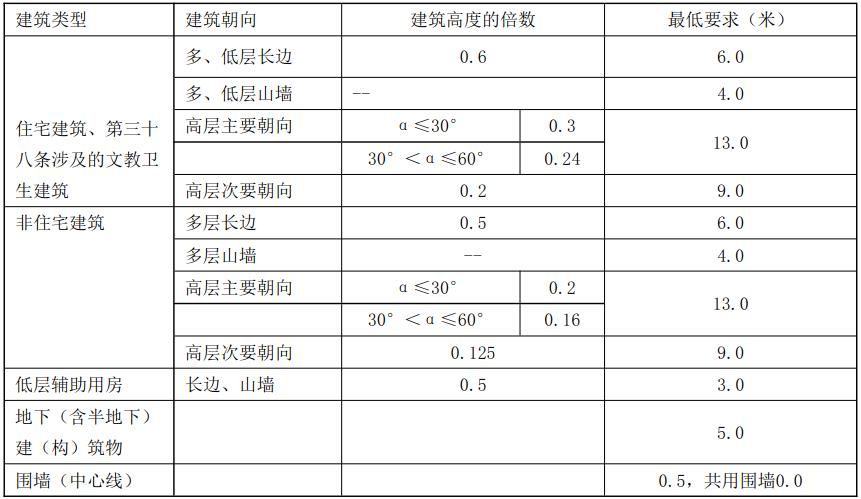 建筑类型 建筑朝向 建筑高度的倍数 最低要求（米）
多、低层长边 0.6 6.0
多、低层山墙 -- 4.0
住宅建筑、第三十
八条涉及的文教卫
生建筑
高层主要朝向 α≤30° 0.3 13.0
30°＜α≤60° 0.24
高层次要朝向 0.2 9.0
非住宅建筑 多层长边 0.5 6.0
多层山墙 -- 4.0
高层主要朝向 α≤30° 0.2 13.0
30°＜α≤60° 0.16
高层次要朝向 0.125 9.0
低层辅助用房 长边、山墙 0.5 3.0
地下（含半地下）
建（构）筑物
5.0
围墙（中心线） 0.5，共用围墙0.0